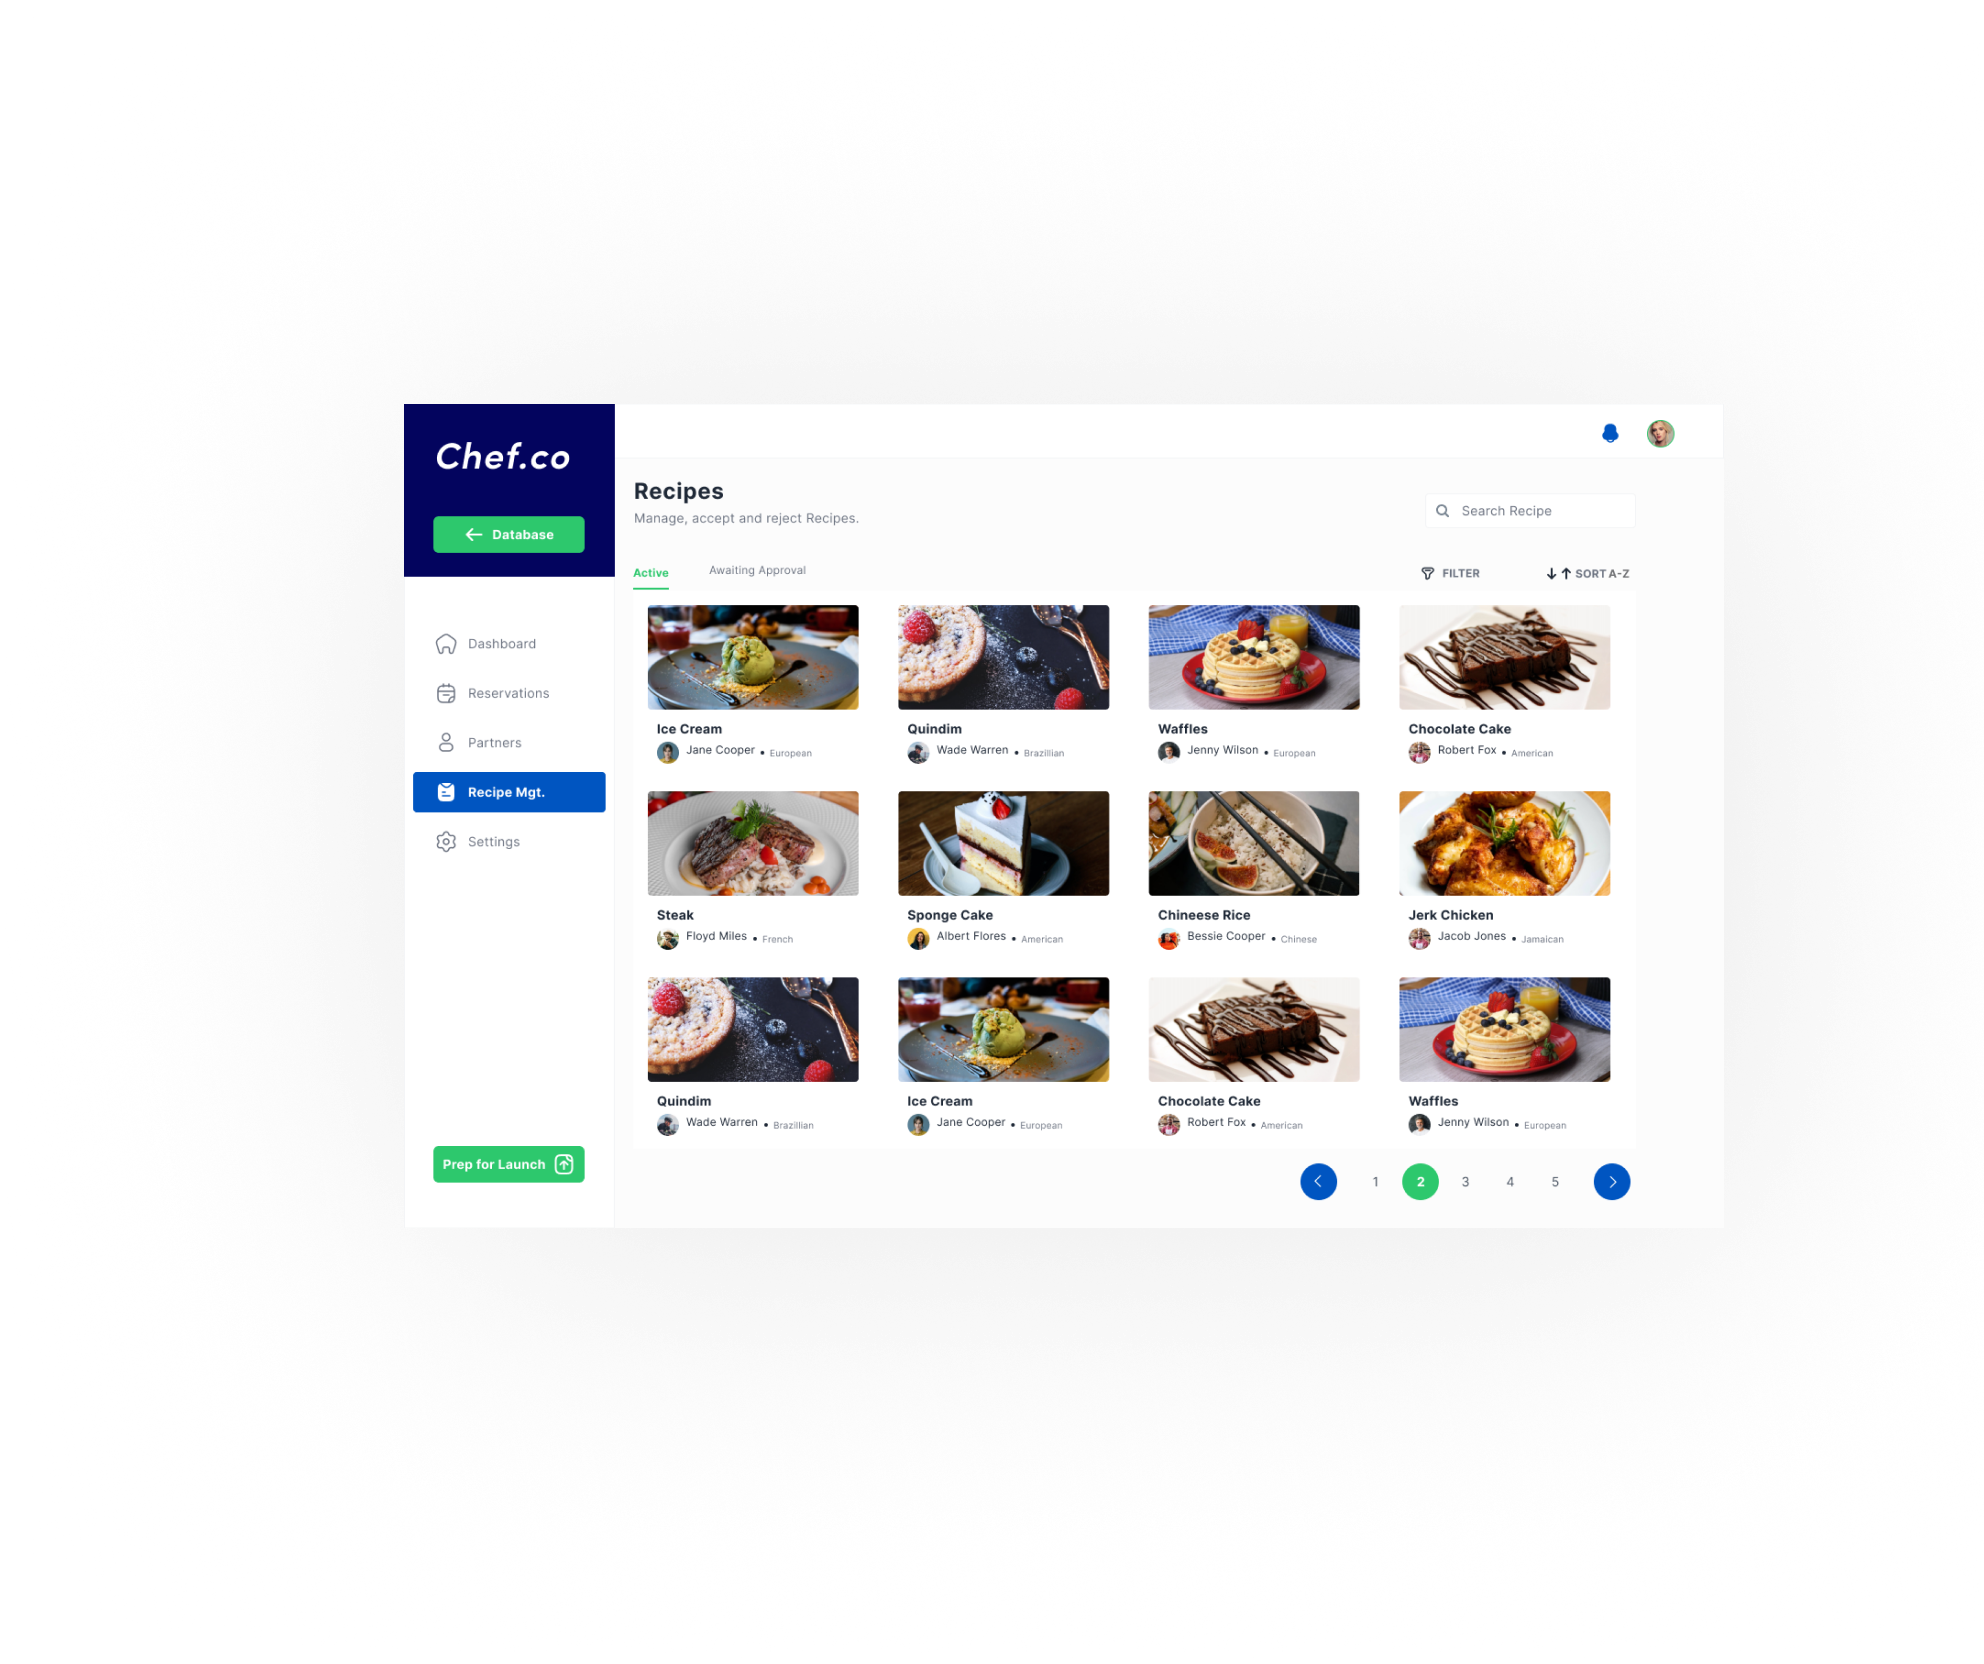 Chef.co
Database
Dashboard
Reservations
Partners
Recipe Mgt.
Settings
Prep for Launch
Recipes
Manage, accept and reject Recipes.
Search Recipe
Active
Awaiting Approval
FILTER
SORT A-Z
Ice Cream
Jane Cooper • European
Quindim
Wade Warren • Brazillian
Waffles
Jenny Wilson • European
Chocolate Cake
Robert Fox • American
Steak
Floyd Miles • French
Sponge Cake
Albert Flores • American
Chineese Rice
Bessie Cooper • Chinese
Jerk Chicken
Jacob Jones • Jamaican
Quindim
Wade Warren • Brazillian
Ice Cream
Jane Cooper • European
Chocolate Cake
Robert Fox • American
Waffles
Jenny Wilson • European
1 2 3 4 5